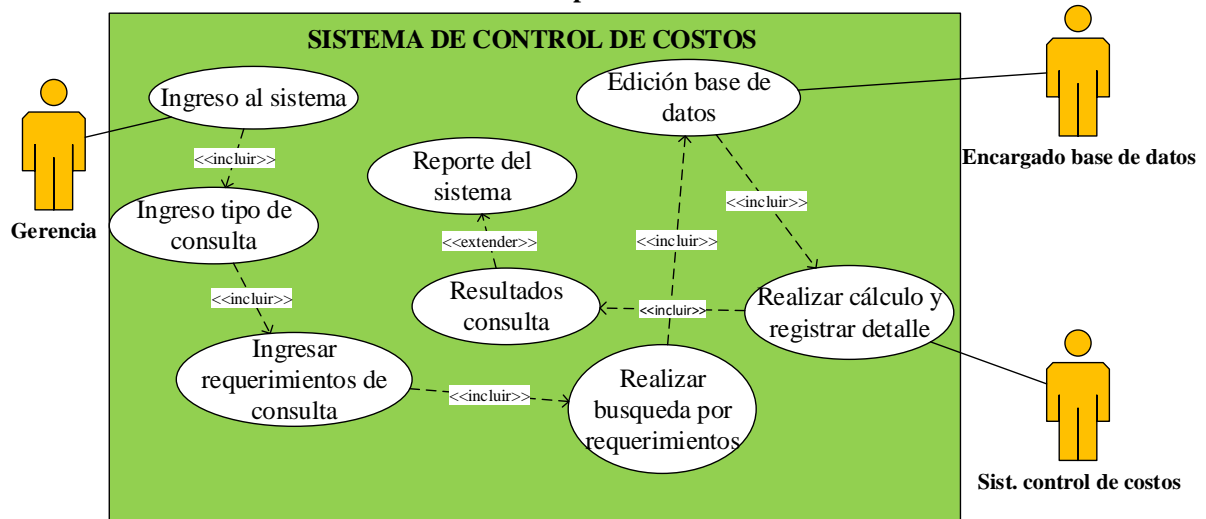 SISTEMA DE CONTROL DE COSTOS
Ingreso al sistema
Edición base de
datos
<<incluir>>
Reporte del
sistema
Encargado base de datos
Ingreso tipo de
consulta
<<incluir>>
Gerencia
<<extender>>
<<incluir>>
<<incluir>>
Resultados
consulta
<<incluir>>
Realizar cálculo y
registrar detalle
Ingresar
requerimientos de
consulta
<<incluir>>
Realizar
busqueda por
requerimientos
Sist. control de costos